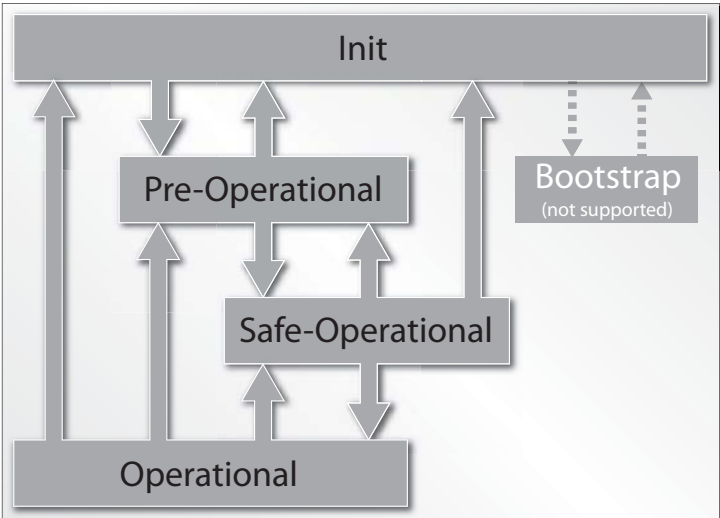 Init
Pre-Operational
Bootstrap
(not supported)
Safe-Operational
Operational